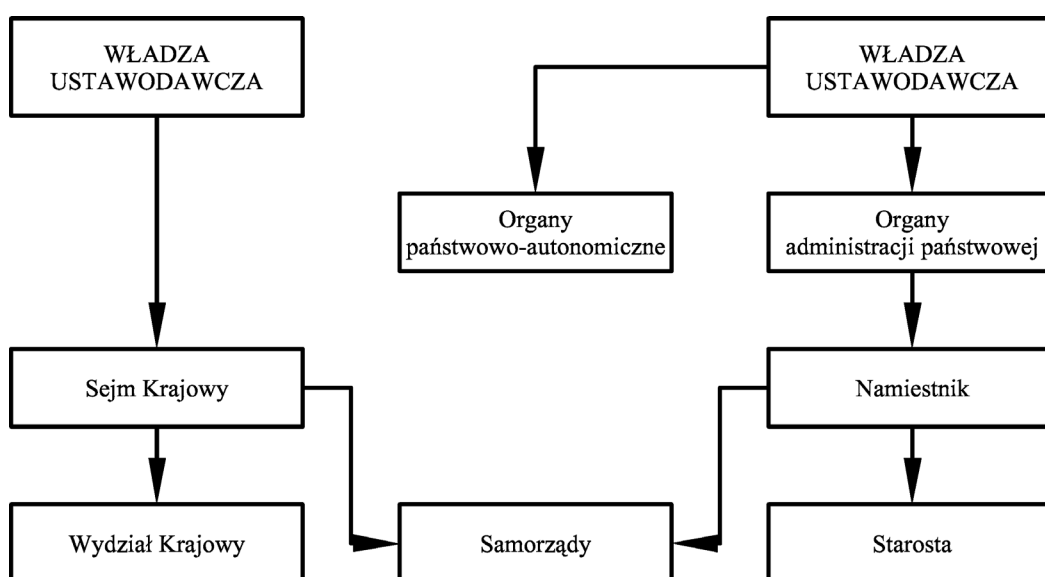 WŁADZA
USTAWODAWCZA
WŁADZA
USTAWODAWCZA
Organy
państwowo-autonomiczne
Organy
administracji państwowej
Sejm Krajowy
Namiestnik
Wydział Krajowy
Samorządy
Starosta